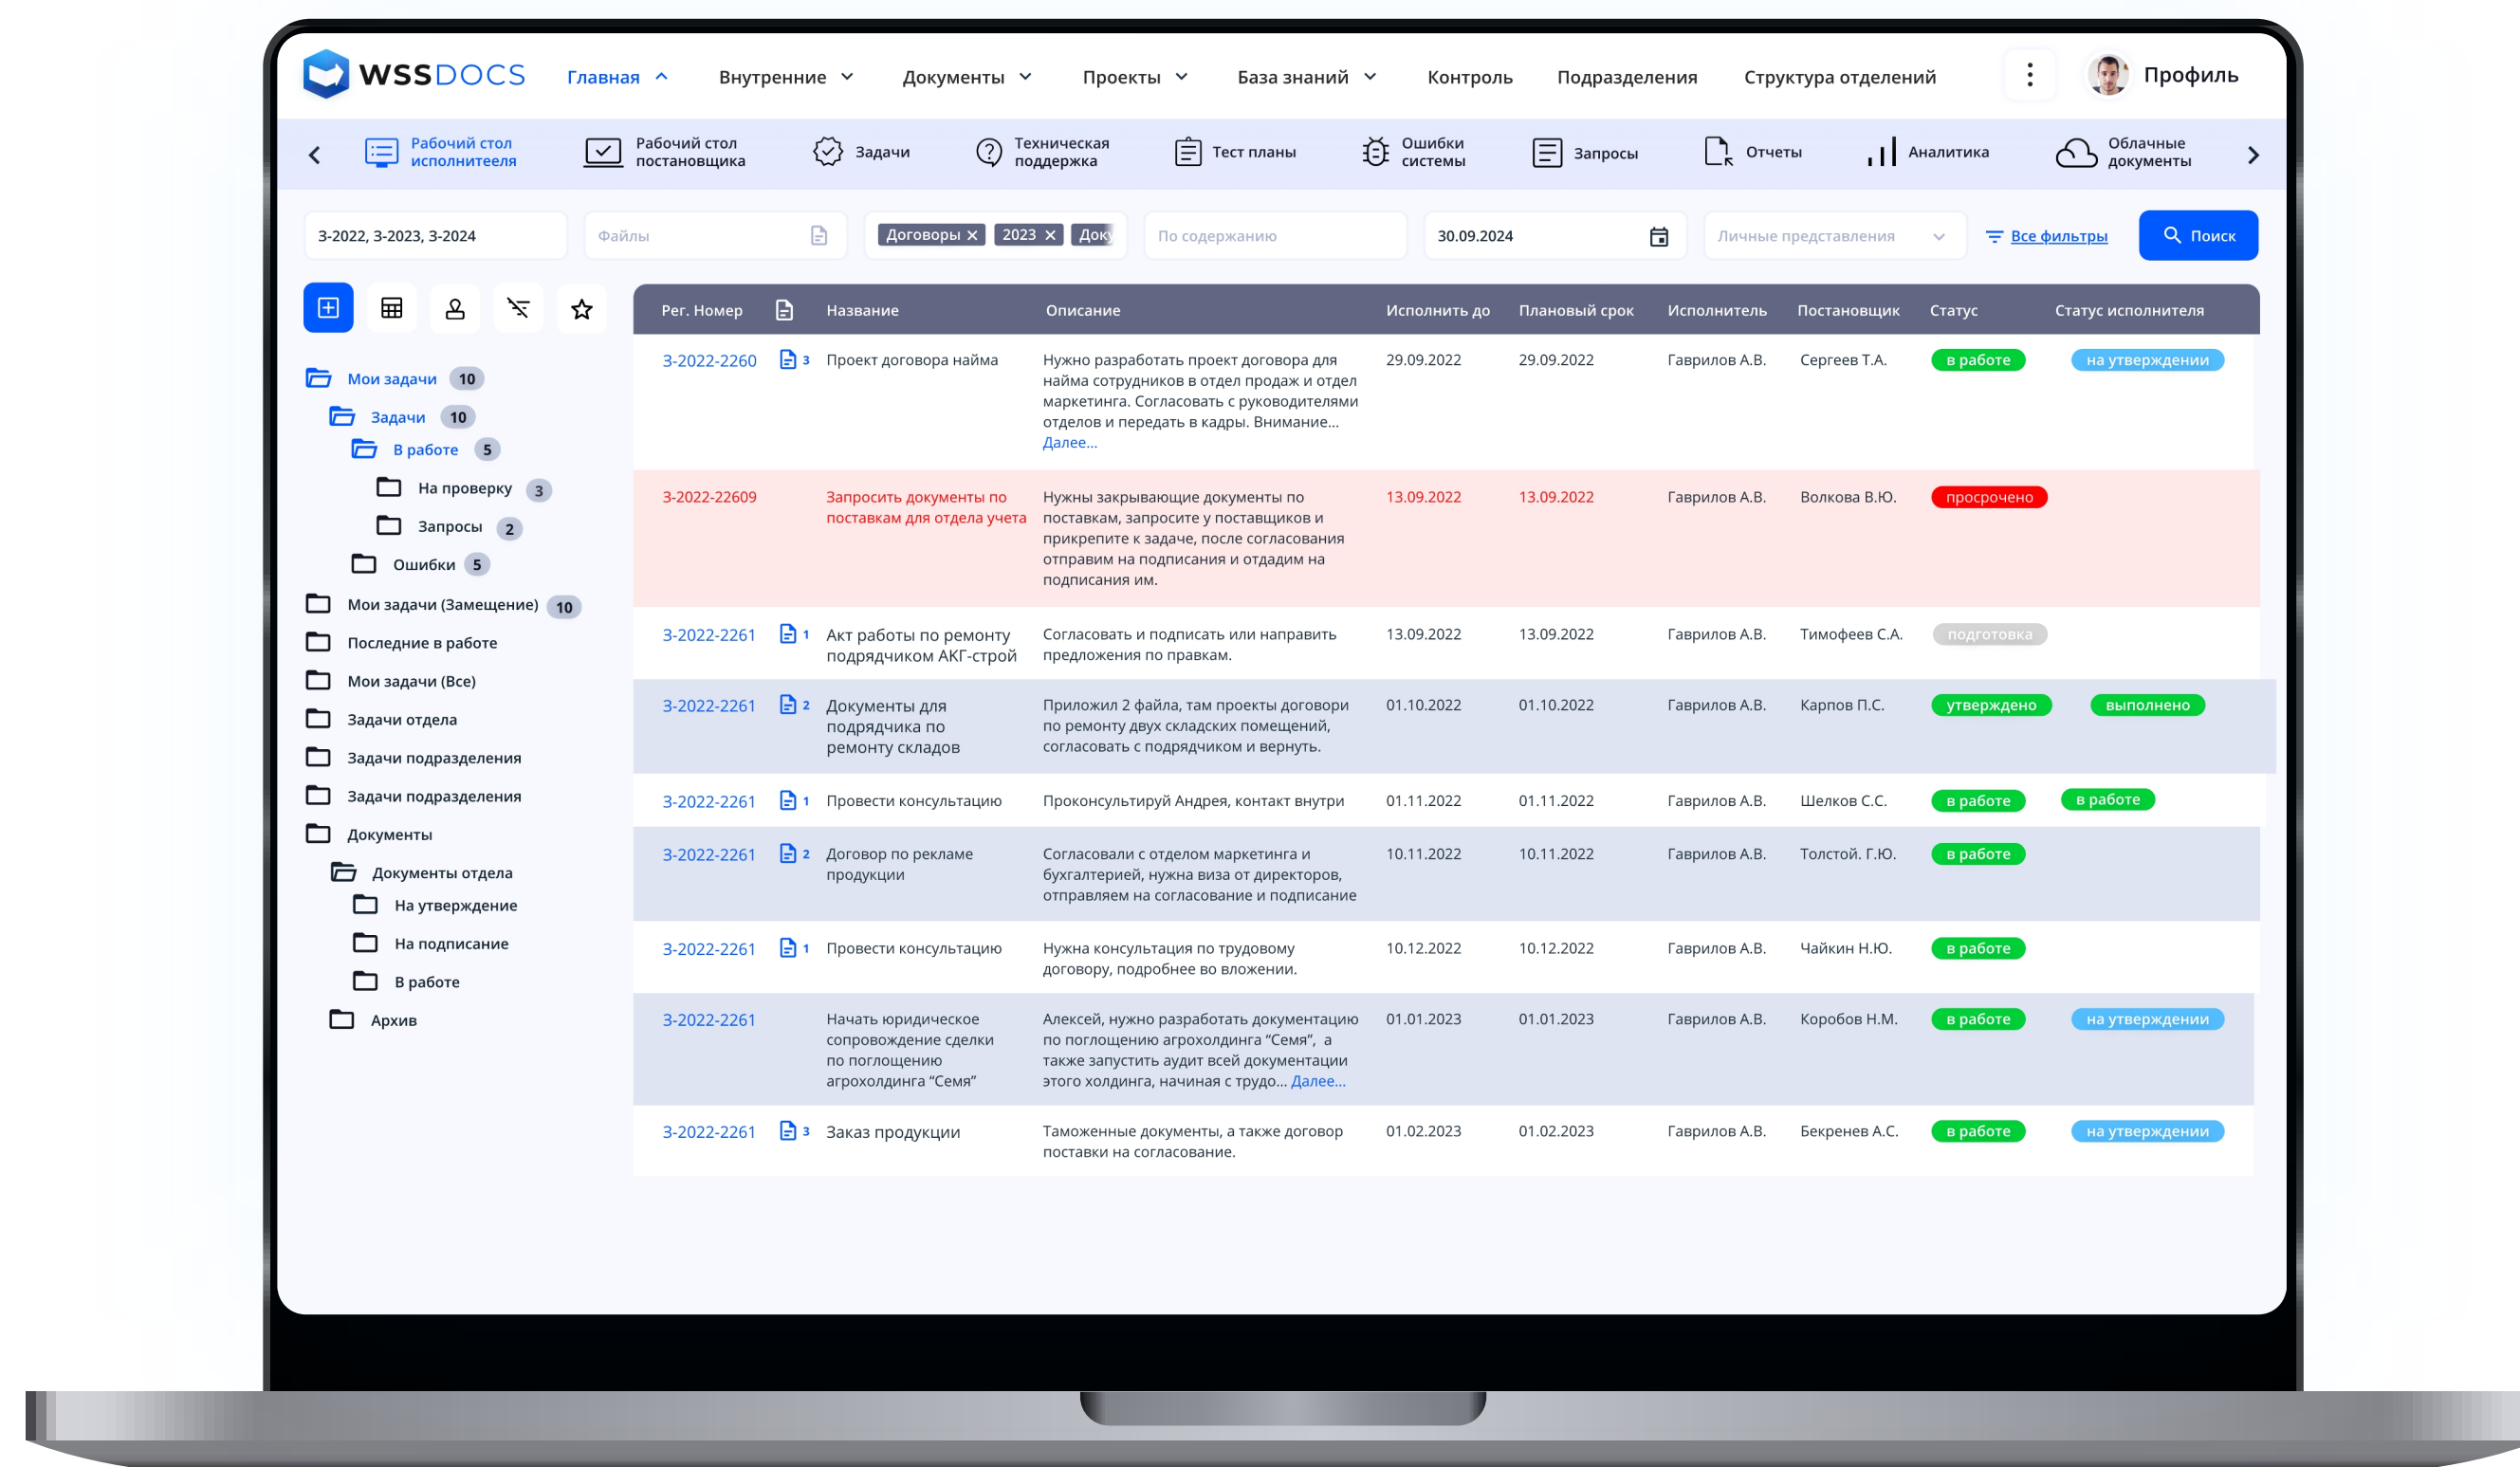 WSSDOCS
Главная
Внутренние
Документы
Проекты
База знаний
Контроль
Подразделения
Структура отделений
Профиль
Рабочий стол
исполнитееля
Рабочий стол
постановщика
Задачи
Техническая
поддержка
Тест планы
Ошибки
системы
Запросы
Отчеты
Аналитика
Облачные
документы
З-2022, З-2023, З-2024
Файлы
Договоры
2023
Доку
По содержанию
30.09.2024
Личные представления
Все фильтры
Поиск
Мои задачи 10
Задачи 10
В работе 5
На проверку 3
Запросы 2
Ошибки 5
Мои задачи (Замещение) 10
Последние в работе
Мои задачи (Все)
Задачи отдела
Задачи подразделения
Задачи подразделения
Документы
Документы отдела
На утверждение
На подписание
В работе
Архив
Рег. Номер
Название
Описание
Исполнить до
Плановый срок
Исполнитель
Постановщик
Статус
Статус исполнителя
З-2022-2260
3
Проект договора найма
Нужно разработать проект договора для
найма сотрудников в отдел продаж и отдел
маркетинга. Согласовать с руководителями
отделов и передать в кадры. Внимание...
Далее...
29.09.2022
29.09.2022
Гаврилов А.В.
Сергеев Т.А.
в работе
на утверждении
З-2022-22609
Запросить документы по
поставкам для отдела учета
Нужны закрывающие документы по
поставкам, запросите у поставщиков и
прикрепите к задаче, после согласования
отправим на подписания и отдадим на
подписания им.
13.09.2022
13.09.2022
Гаврилов А.В.
Волкова В.Ю.
просрочено
З-2022-2261
1
Акт работы по ремонту
подрядчиком АКГ-строй
Согласовать и подписать или направить
предложения по правкам.
13.09.2022
13.09.2022
Гаврилов А.В.
Тимофеев С.А.
подготовка
З-2022-2261
2
Документы для
подрядчика по
ремонту складов
Приложил 2 файла, там проекты договори
по ремонту двух складских помещений,
согласовать с подрядчиком и вернуть.
01.10.2022
01.10.2022
Гаврилов А.В.
Карпов П.С.
утверждено
выполнено
З-2022-2261
1
Провести консультацию
Проконсультируй Андрея, контакт внутри
01.11.2022
01.11.2022
Гаврилов А.В.
Шелков С.С.
в работе
в работе
З-2022-2261
2
Договор по рекламе
продукции
Согласовали с отделом маркетинга и
бухгалтерией, нужна виза от директоров,
отправляем на согласование и подписание
10.11.2022
10.11.2022
Гаврилов А.В.
Толстой. Г.Ю.
в работе
З-2022-2261
1
Провести консультацию
Нужна консультация по трудовому
договору, подробнее во вложении.
10.12.2022
10.12.2022
Гаврилов А.В.
Чайкин Н.Ю.
в работе
З-2022-2261
Начать юридическое
сопровождение сделки
по поглощению
агрохолдинга “Семя”
Алексей, нужно разработать документацию
по поглощению агрохолдинга “Семя”, а
также запустить аудит всей документации
этого холдинга, начиная с трудо... Далее...
01.01.2023
01.01.2023
Гаврилов А.В.
Коробов Н.М.
в работе
на утверждении
З-2022-2261
3
Заказ продукции
Таможенные документы, а также договор
поставки на согласование.
01.02.2023
01.02.2023
Гаврилов А.В.
Бекренев А.С.
в работе
на утверждении